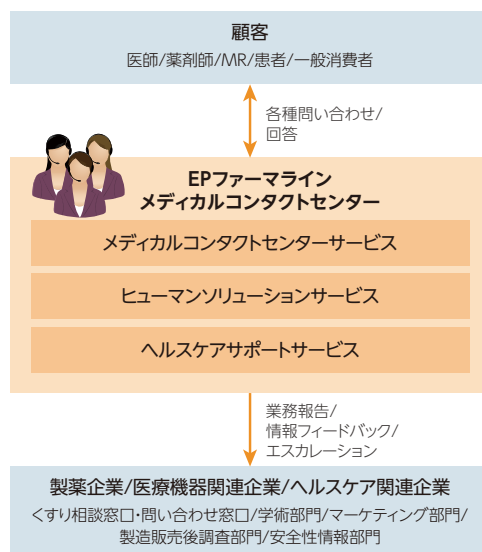 顧客
医師/薬剤師/MR/患者/一般消費者
各種問い合わせ/
回答
EPファーマライン
メディカルコンタクトセンター
メディカルコンタクトセンターサービス
ヒューマンソリューションサービス
ヘルスケアサポートサービス
業務報告/
情報フィードバック/
エスカレーション
製薬企業/医療機器関連企業/ヘルスケア関連企業
くすり相談窓口・問い合わせ窓口/学術部門/マーケティング部門/
製造販売後調査部門/安全性情報部門